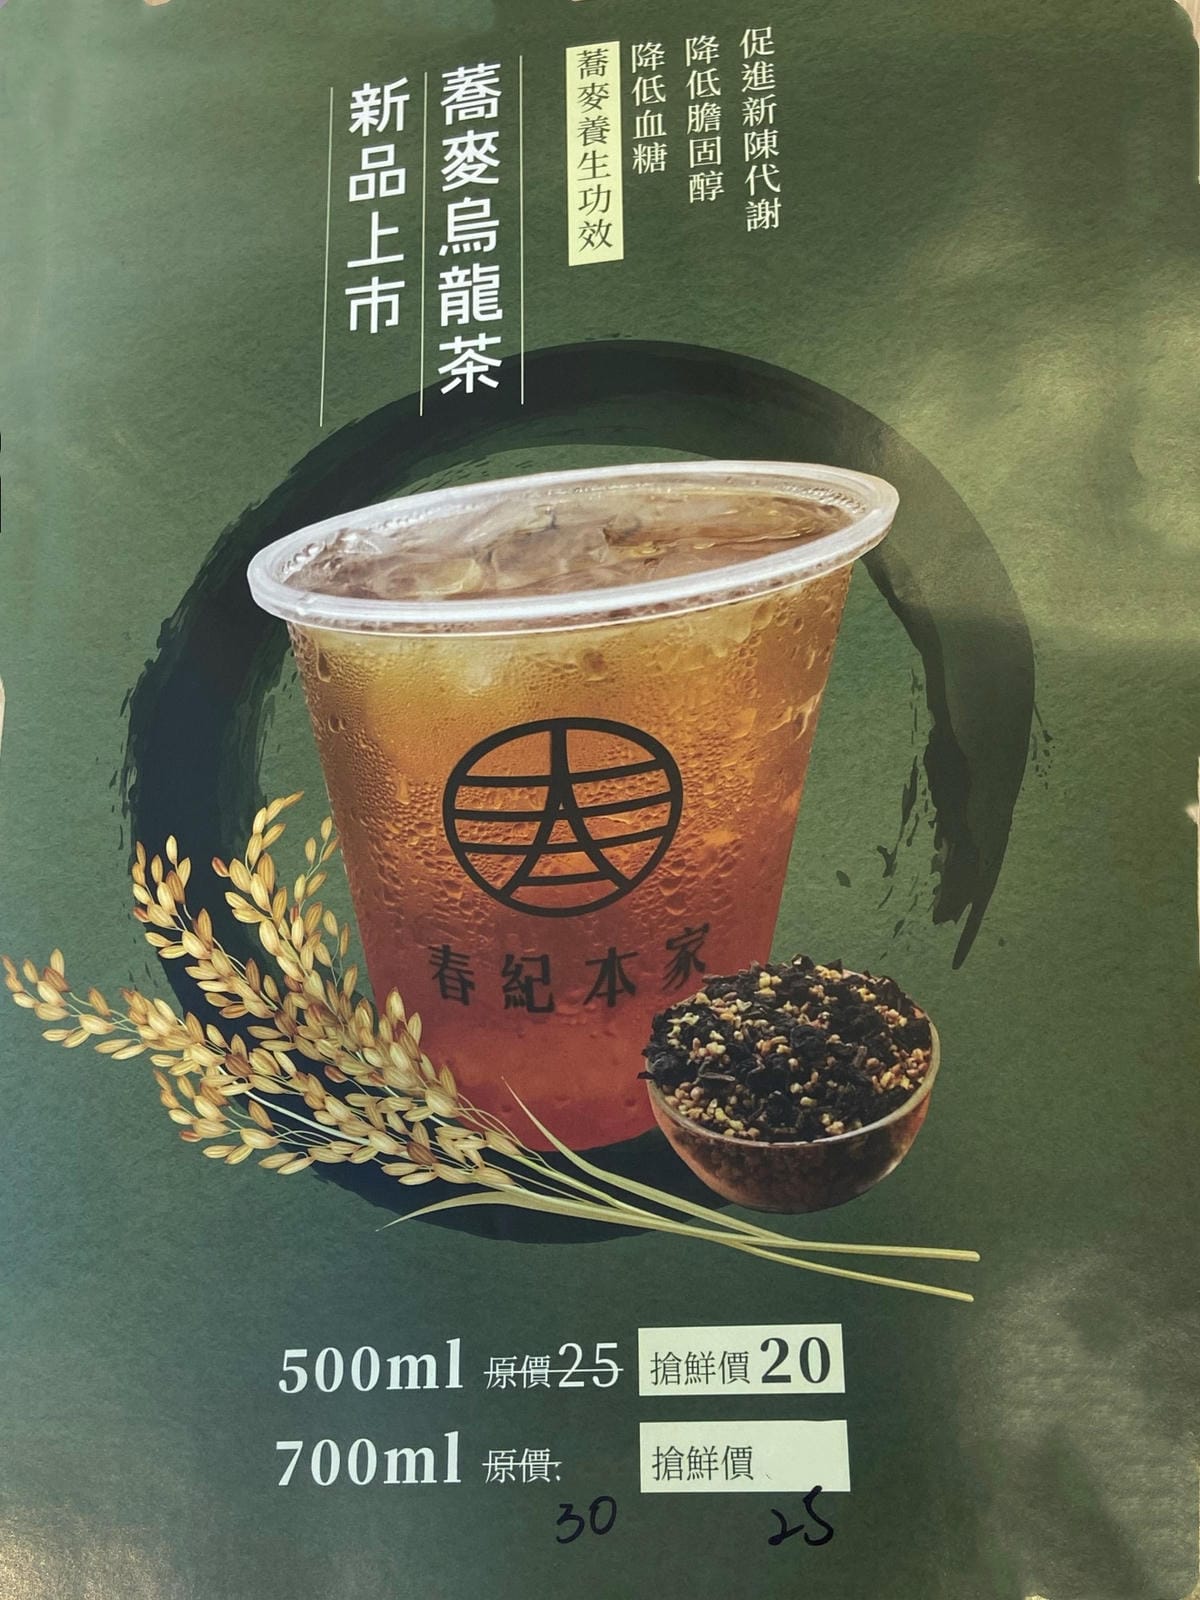 促進新陳代謝
降低膽固醇
降低血糖
蕎麥養生功效
蕎麥烏龍茶
新品上市
春紀本家
500ml 原價25 搶鮮價20
700ml 原價: 搶鮮價
30 25